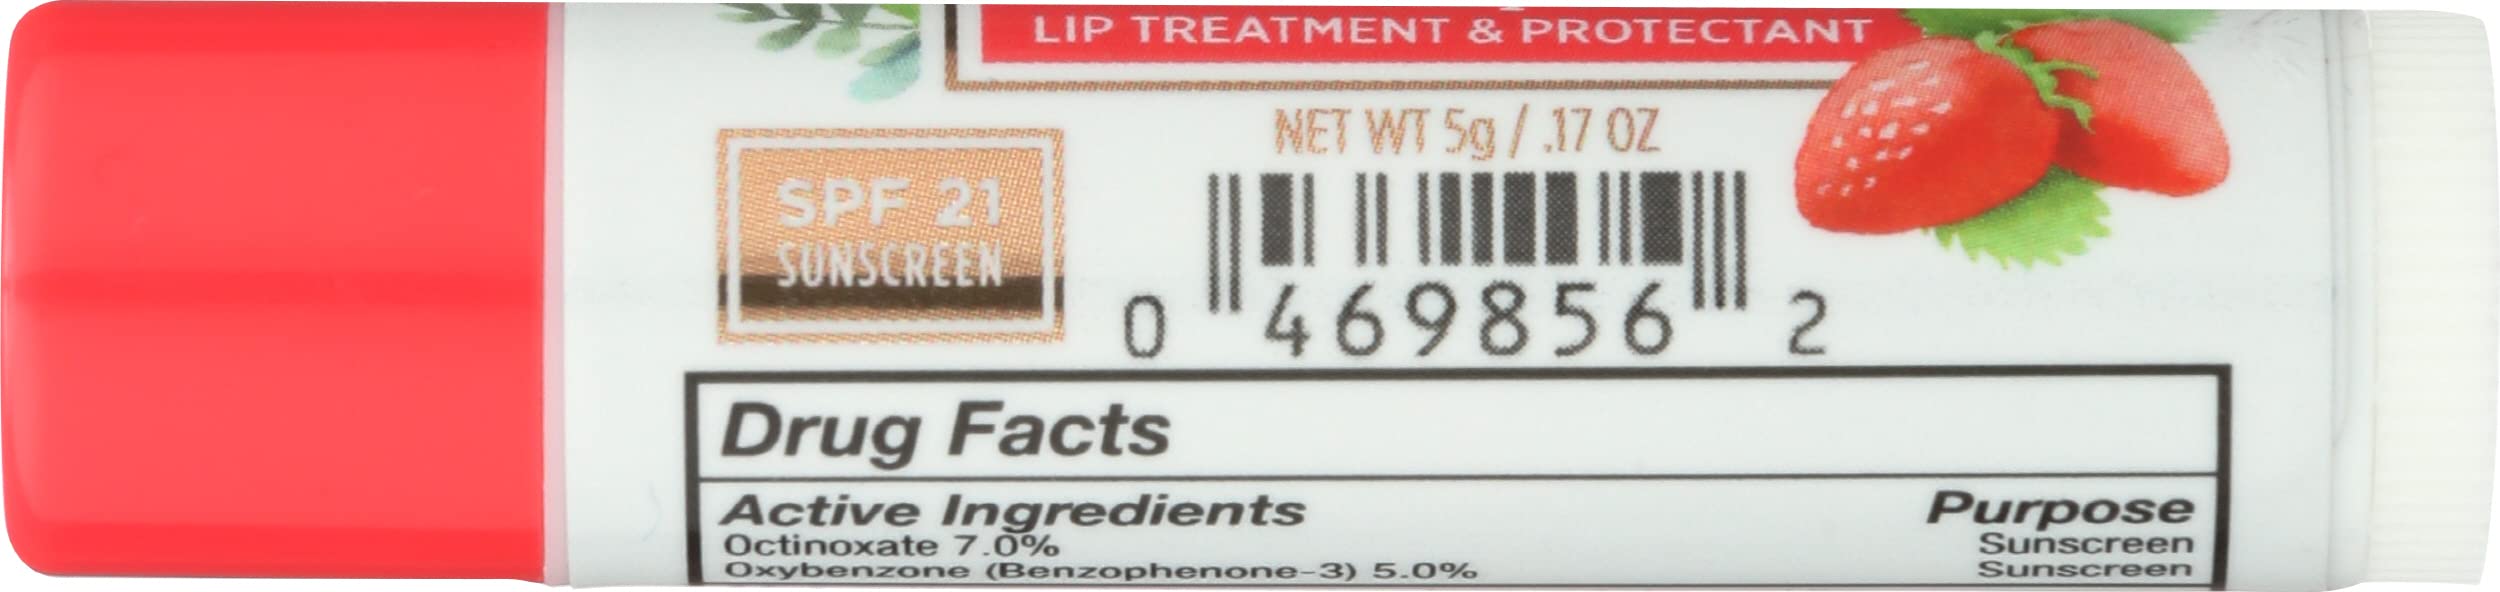 LIP TREATMENT & PROTECTANT
NET WT 5g / .17 OZ
SPF 21
SUNSCREEN
0 469856 2
Drug Facts
Active Ingredients Purpose
Octinoxate 7.0% Sunscreen
Oxybenzone (Benzophenone-3) 5.0% Sunscreen